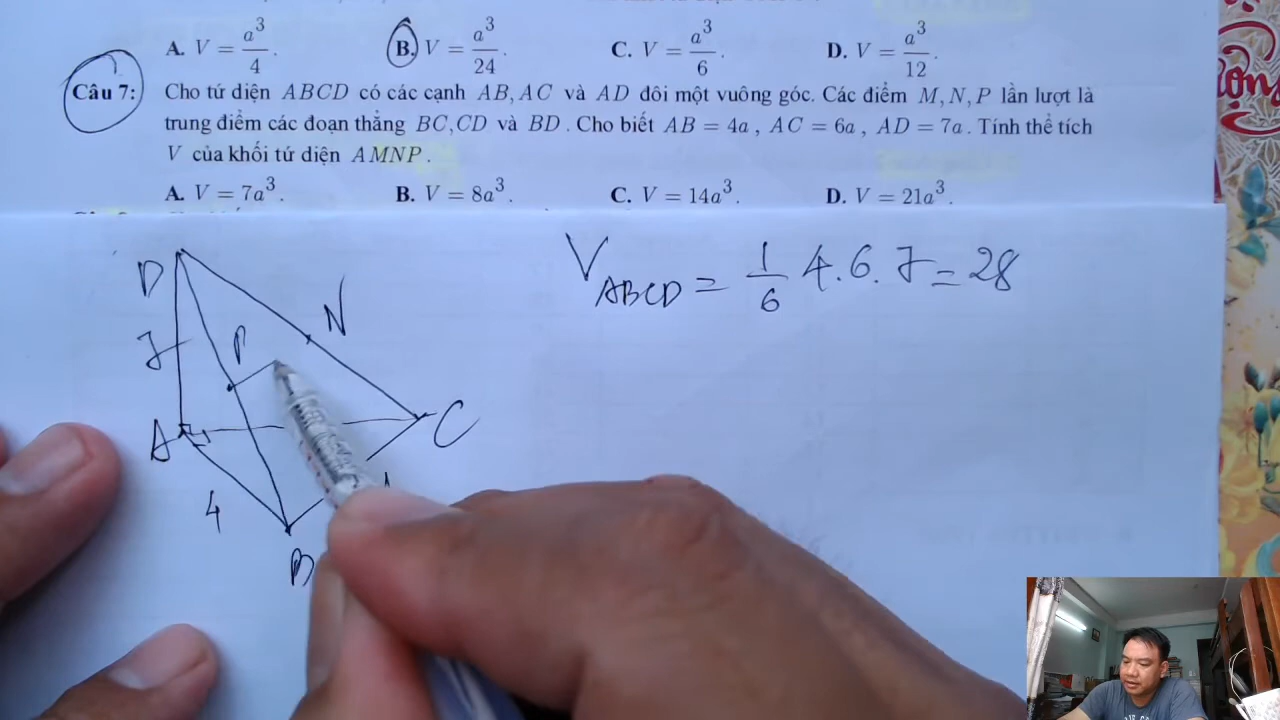 A. V = a³/4 . B. V = a³/24 . C. V = a³/6 . D. V = a³/12 .
Câu 7: Cho tứ diện ABCD có các cạnh AB, AC và AD đôi một vuông góc. Các điểm M, N, P lần lượt là
trung điểm các đoạn thẳng BC, CD và BD. Cho biết AB = 4a, AC = 6a, AD = 7a. Tính thể tích
V của khối tứ diện AMNP.
A. V = 7a³. B. V = 8a³. C. V = 14a³. D. V = 21a³.
V ABCD = 1/6 4.6.7 = 28
D
N
P
7
A
C
4
B